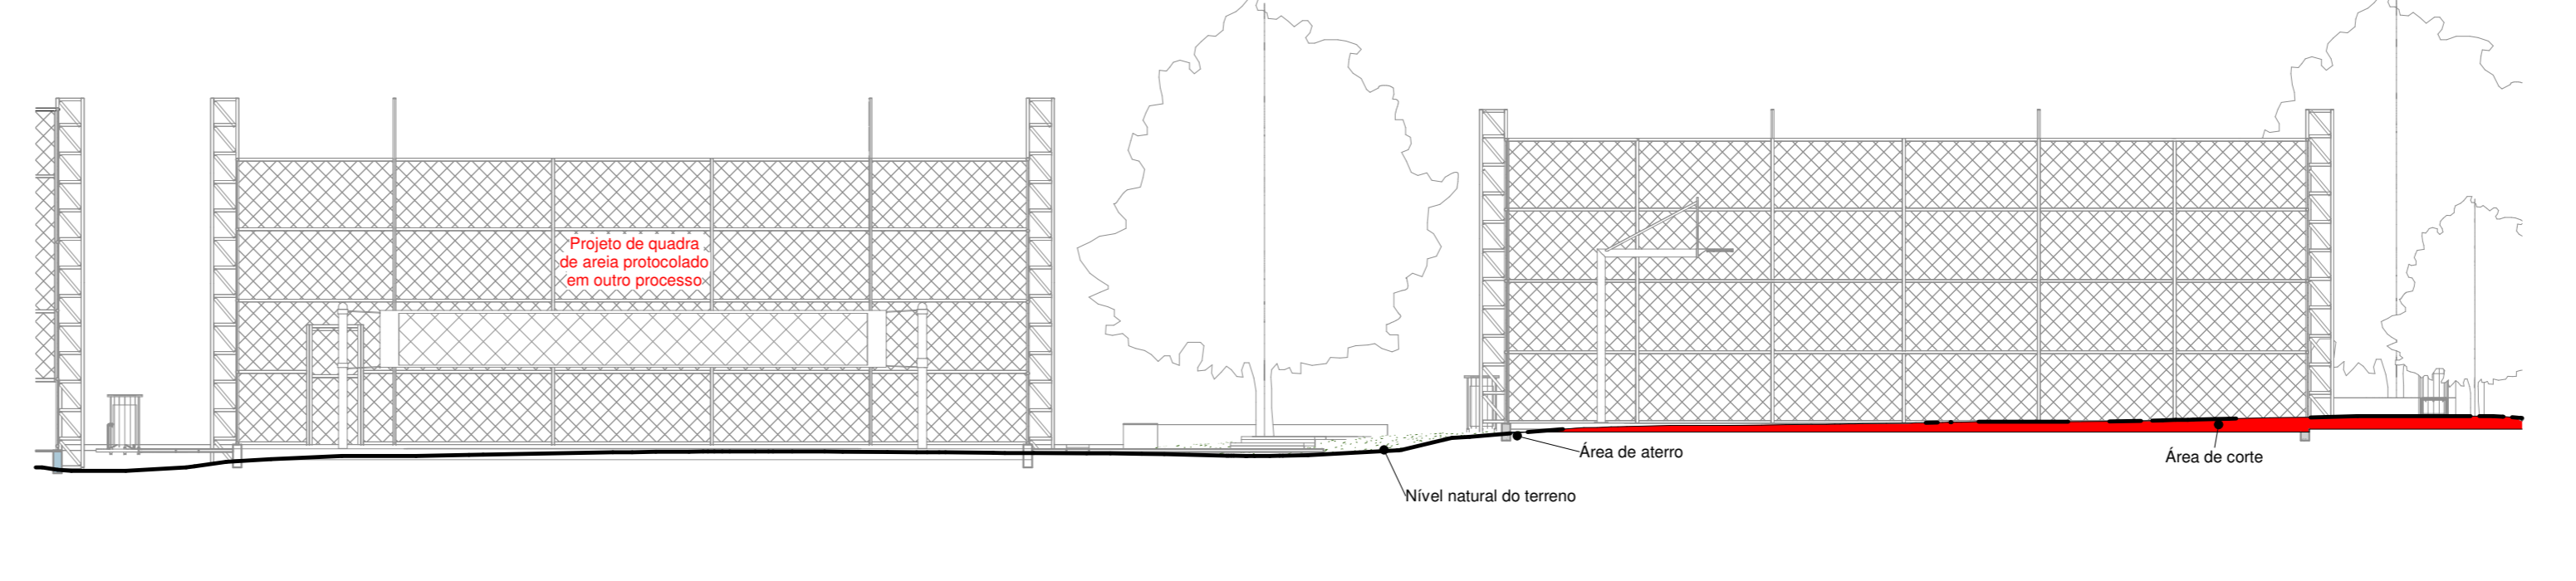 Projeto de quadra
de areia protocolado
em outro processo
Área de aterro
Área de corte
Nível natural do terreno